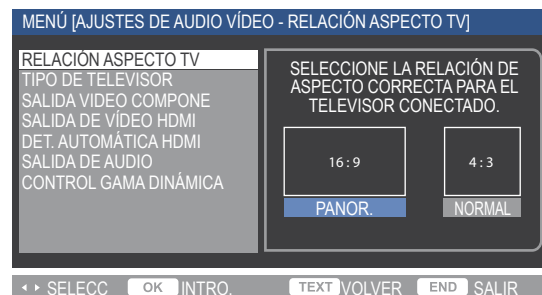 MENÚ [AJUSTES DE AUDIO VÍDEO - RELACIÓN ASPECTO TV]
RELACIÓN ASPECTO TV
TIPO DE TELEVISOR
SALIDA VIDEO COMPONE
SALIDA DE VÍDEO HDMI
DET. AUTOMÁTICA HDMI
SALIDA DE AUDIO
CONTROL GAMA DINÁMICA
SELECCIONE LA RELACIÓN DE
ASPECTO CORRECTA PARA EL
TELEVISOR CONECTADO.
16:9
4:3
PANOR.
NORMAL
SELECC OK INTRO. TEXT VOLVER END SALIR